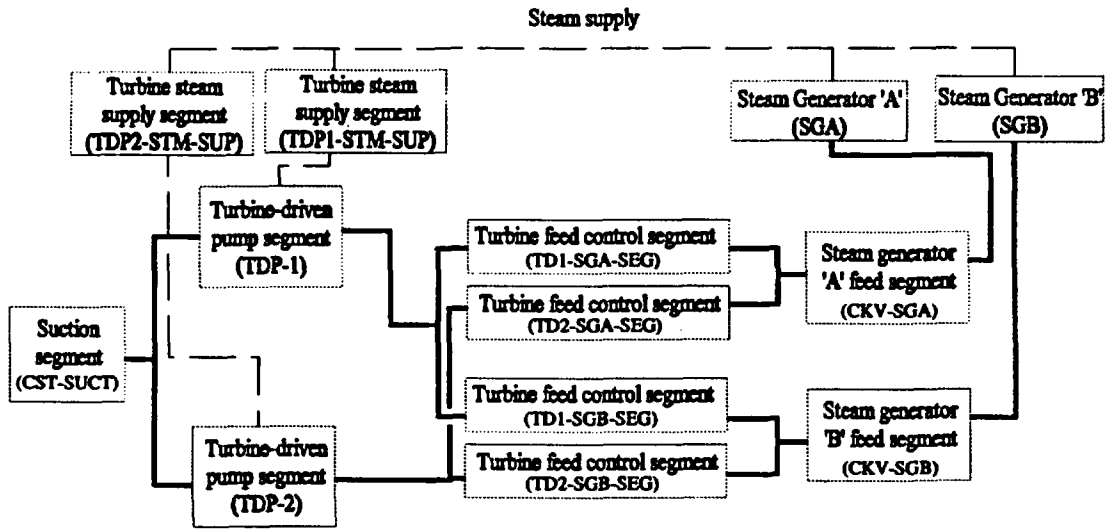 Steam supply
Turbine steam
supply segment
(TDP2-STM-SUP)
Turbine steam
supply segment
(TDP1-STM-SUP)
Steam Generator 'A'
(SGA)
Steam Generator 'B'
(SGB)
Turbine-driven
pump segment
(TDP-1)
Turbine feed control segment
(TD1-SGA-SEG)
Turbine feed control segment
(TD2-SGA-SEG)
Steam generator
'A' feed segment
(CKV-SGA)
Suction
segment
(CST-SUCT)
Turbine feed control segment
(TD1-SGB-SEG)
Turbine feed control segment
(TD2-SGB-SEG)
Steam generator
'B' feed segment
(CKV-SGB)
Turbine-driven
pump segment
(TDP-2)